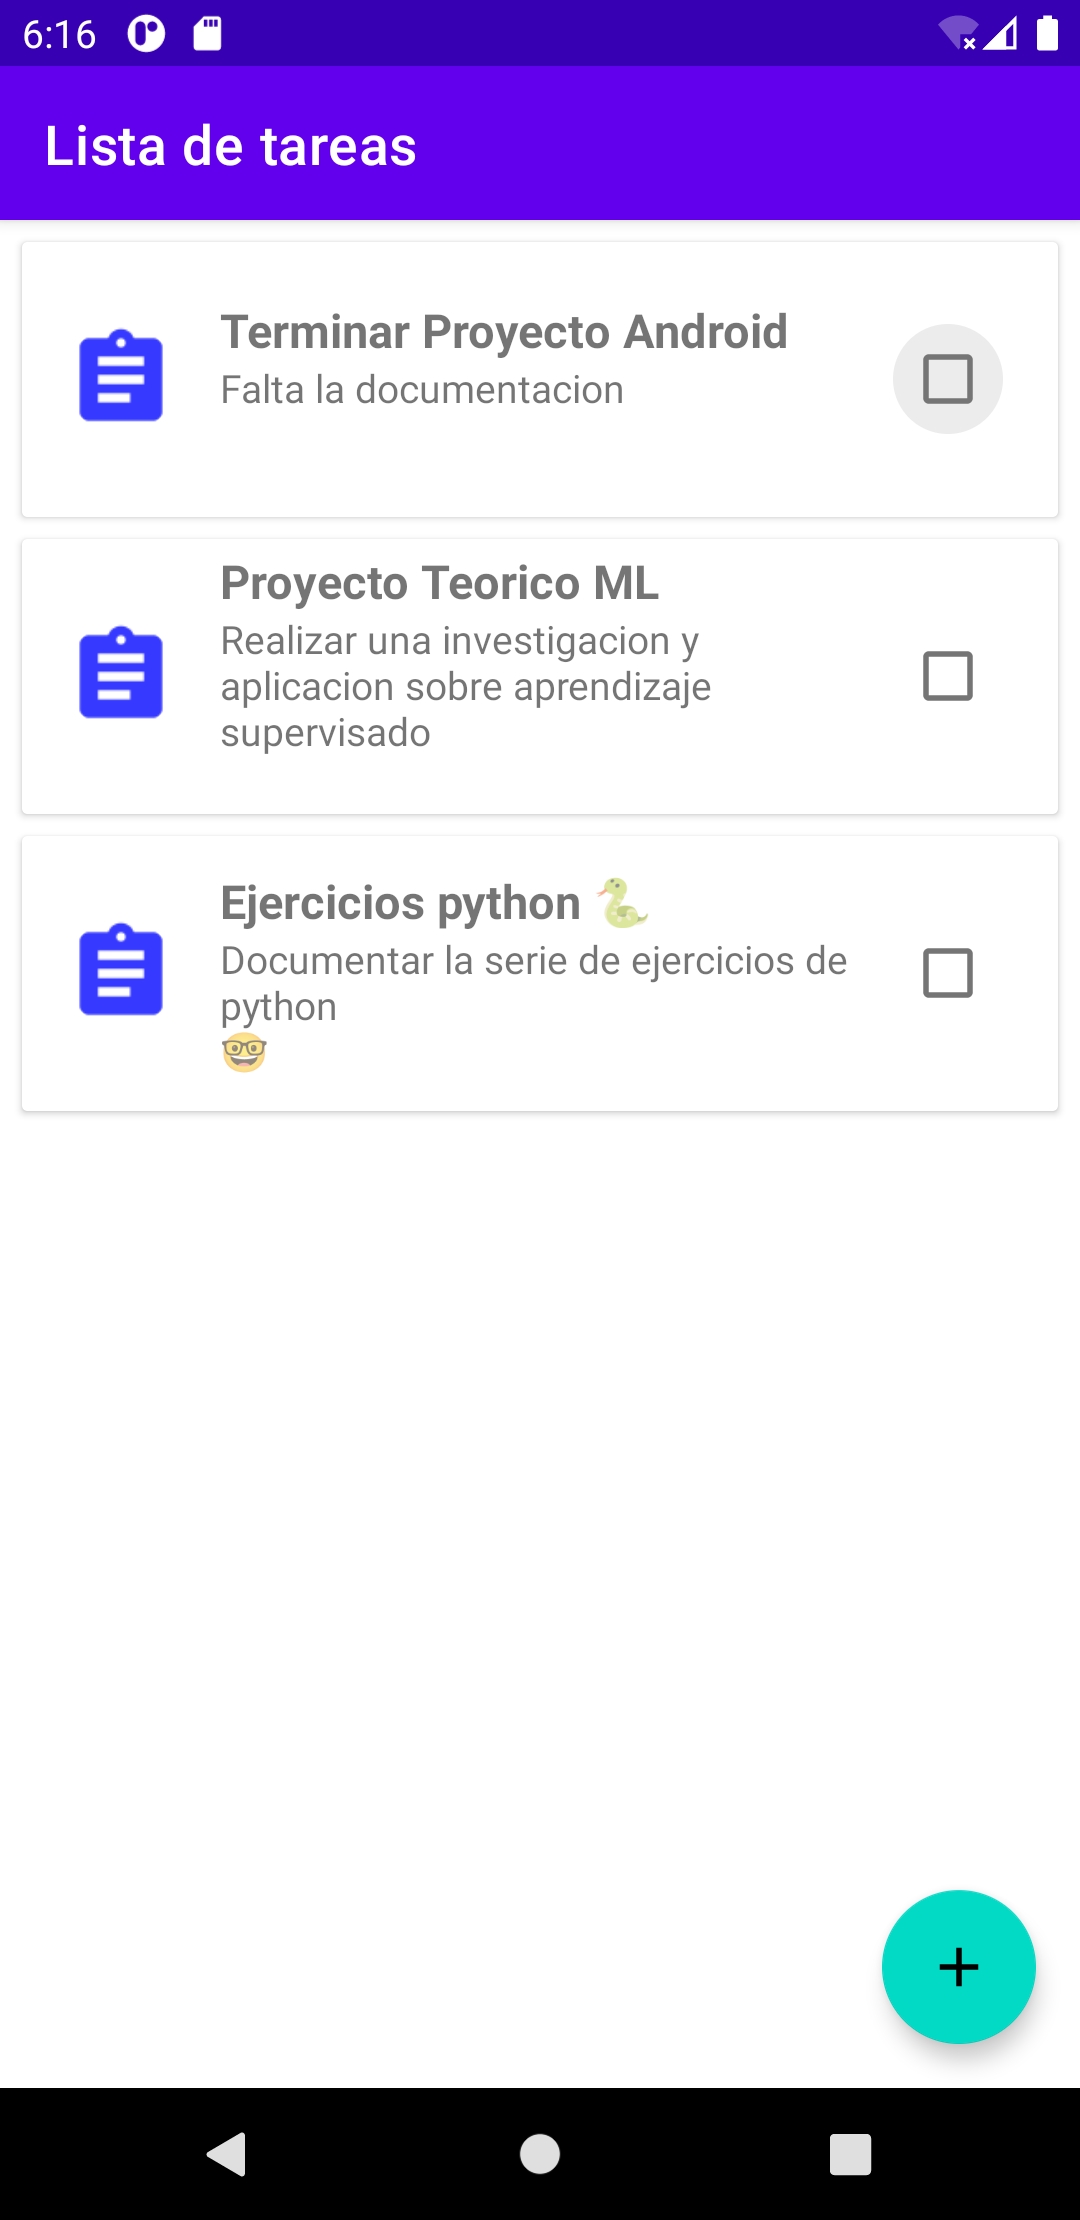 6:16
Lista de tareas
Terminar Proyecto Android
Falta la documentacion
Proyecto Teorico ML
Realizar una investigacion y
aplicacion sobre aprendizaje
supervisado
Ejercicios python 🐍
Documentar la serie de ejercicios de
python
🤓